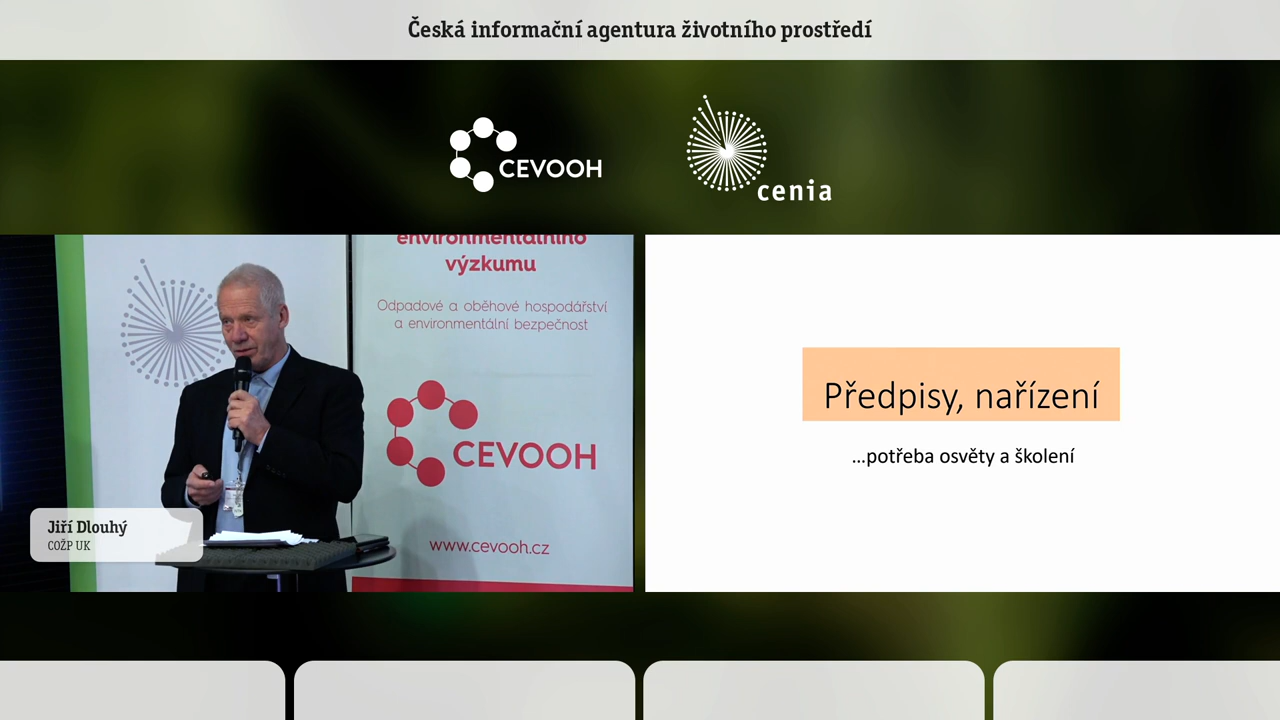 Česká informační agentura životního prostředí
CEVOOH
cenia
environmentálního
výzkumu
Odpadové a oběhové hospodářství
a environmentální bezpečnost
CEVOOH
www.cevooh.cz
Jiří Dlouhý
COŽP UK
Předpisy, nařízení
...potřeba osvěty a školení